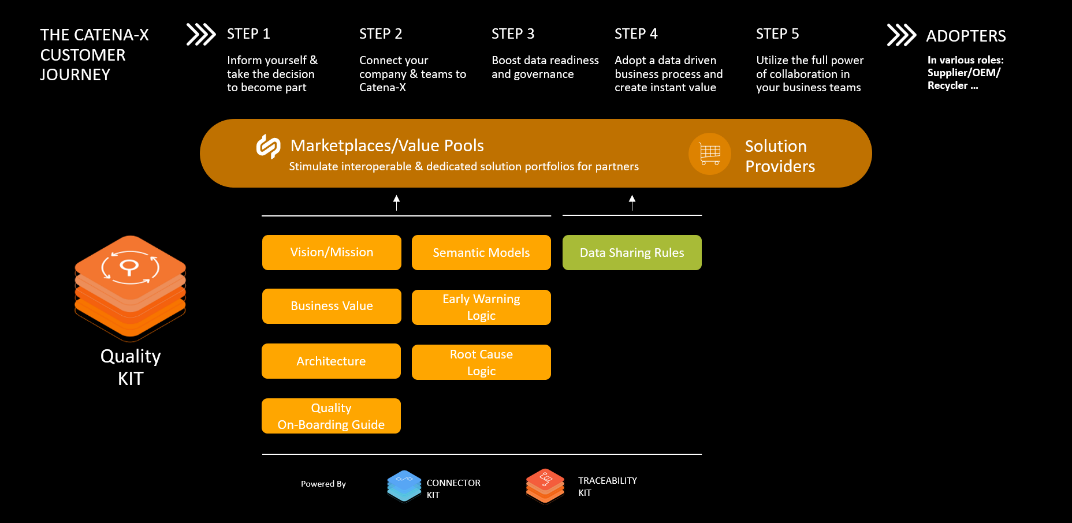 THE CATENA-X
CUSTOMER
JOURNEY
STEP 1
Inform yourself &
take the decision
to become part
STEP 2
Connect your
company & teams to
Catena-X
STEP 3
Boost data readiness
and governance
STEP 4
Adopt a data driven
business process and
create instant value
STEP 5
Utilize the full power
of collaboration in
your business teams
ADOPTERS
In various roles:
Supplier/OEM/
Recycler ...
Marketplaces/Value Pools
Stimulate interoperable & dedicated solution portfolios for partners
Solution
Providers
Quality
KIT
Vision/Mission
Semantic Models
Data Sharing Rules
Business Value
Early Warning
Logic
Architecture
Root Cause
Logic
Quality
On-Boarding Guide
Powered By
CONNECTOR
KIT
TRACEABILITY
KIT